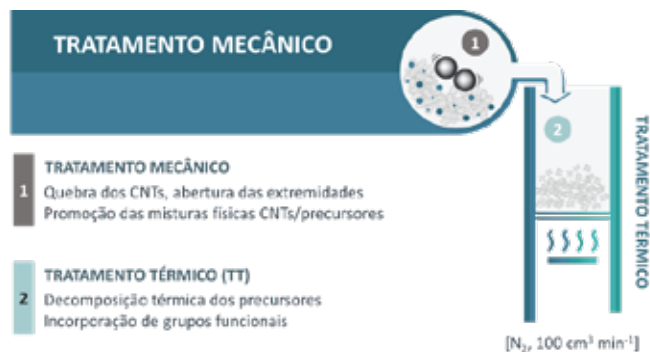 TRATAMENTO MECÂNICO
1
2
TRATAMENTO TÉRMICO
1
TRATAMENTO MECÂNICO
Quebra dos CNTs, abertura das extremidades
Promoção das misturas físicas CNTs/precursores
2
TRATAMENTO TÉRMICO (TT)
Decomposição térmica dos precursores
Incorporação de grupos funcionais
[N₂, 100 cm³ min⁻¹]